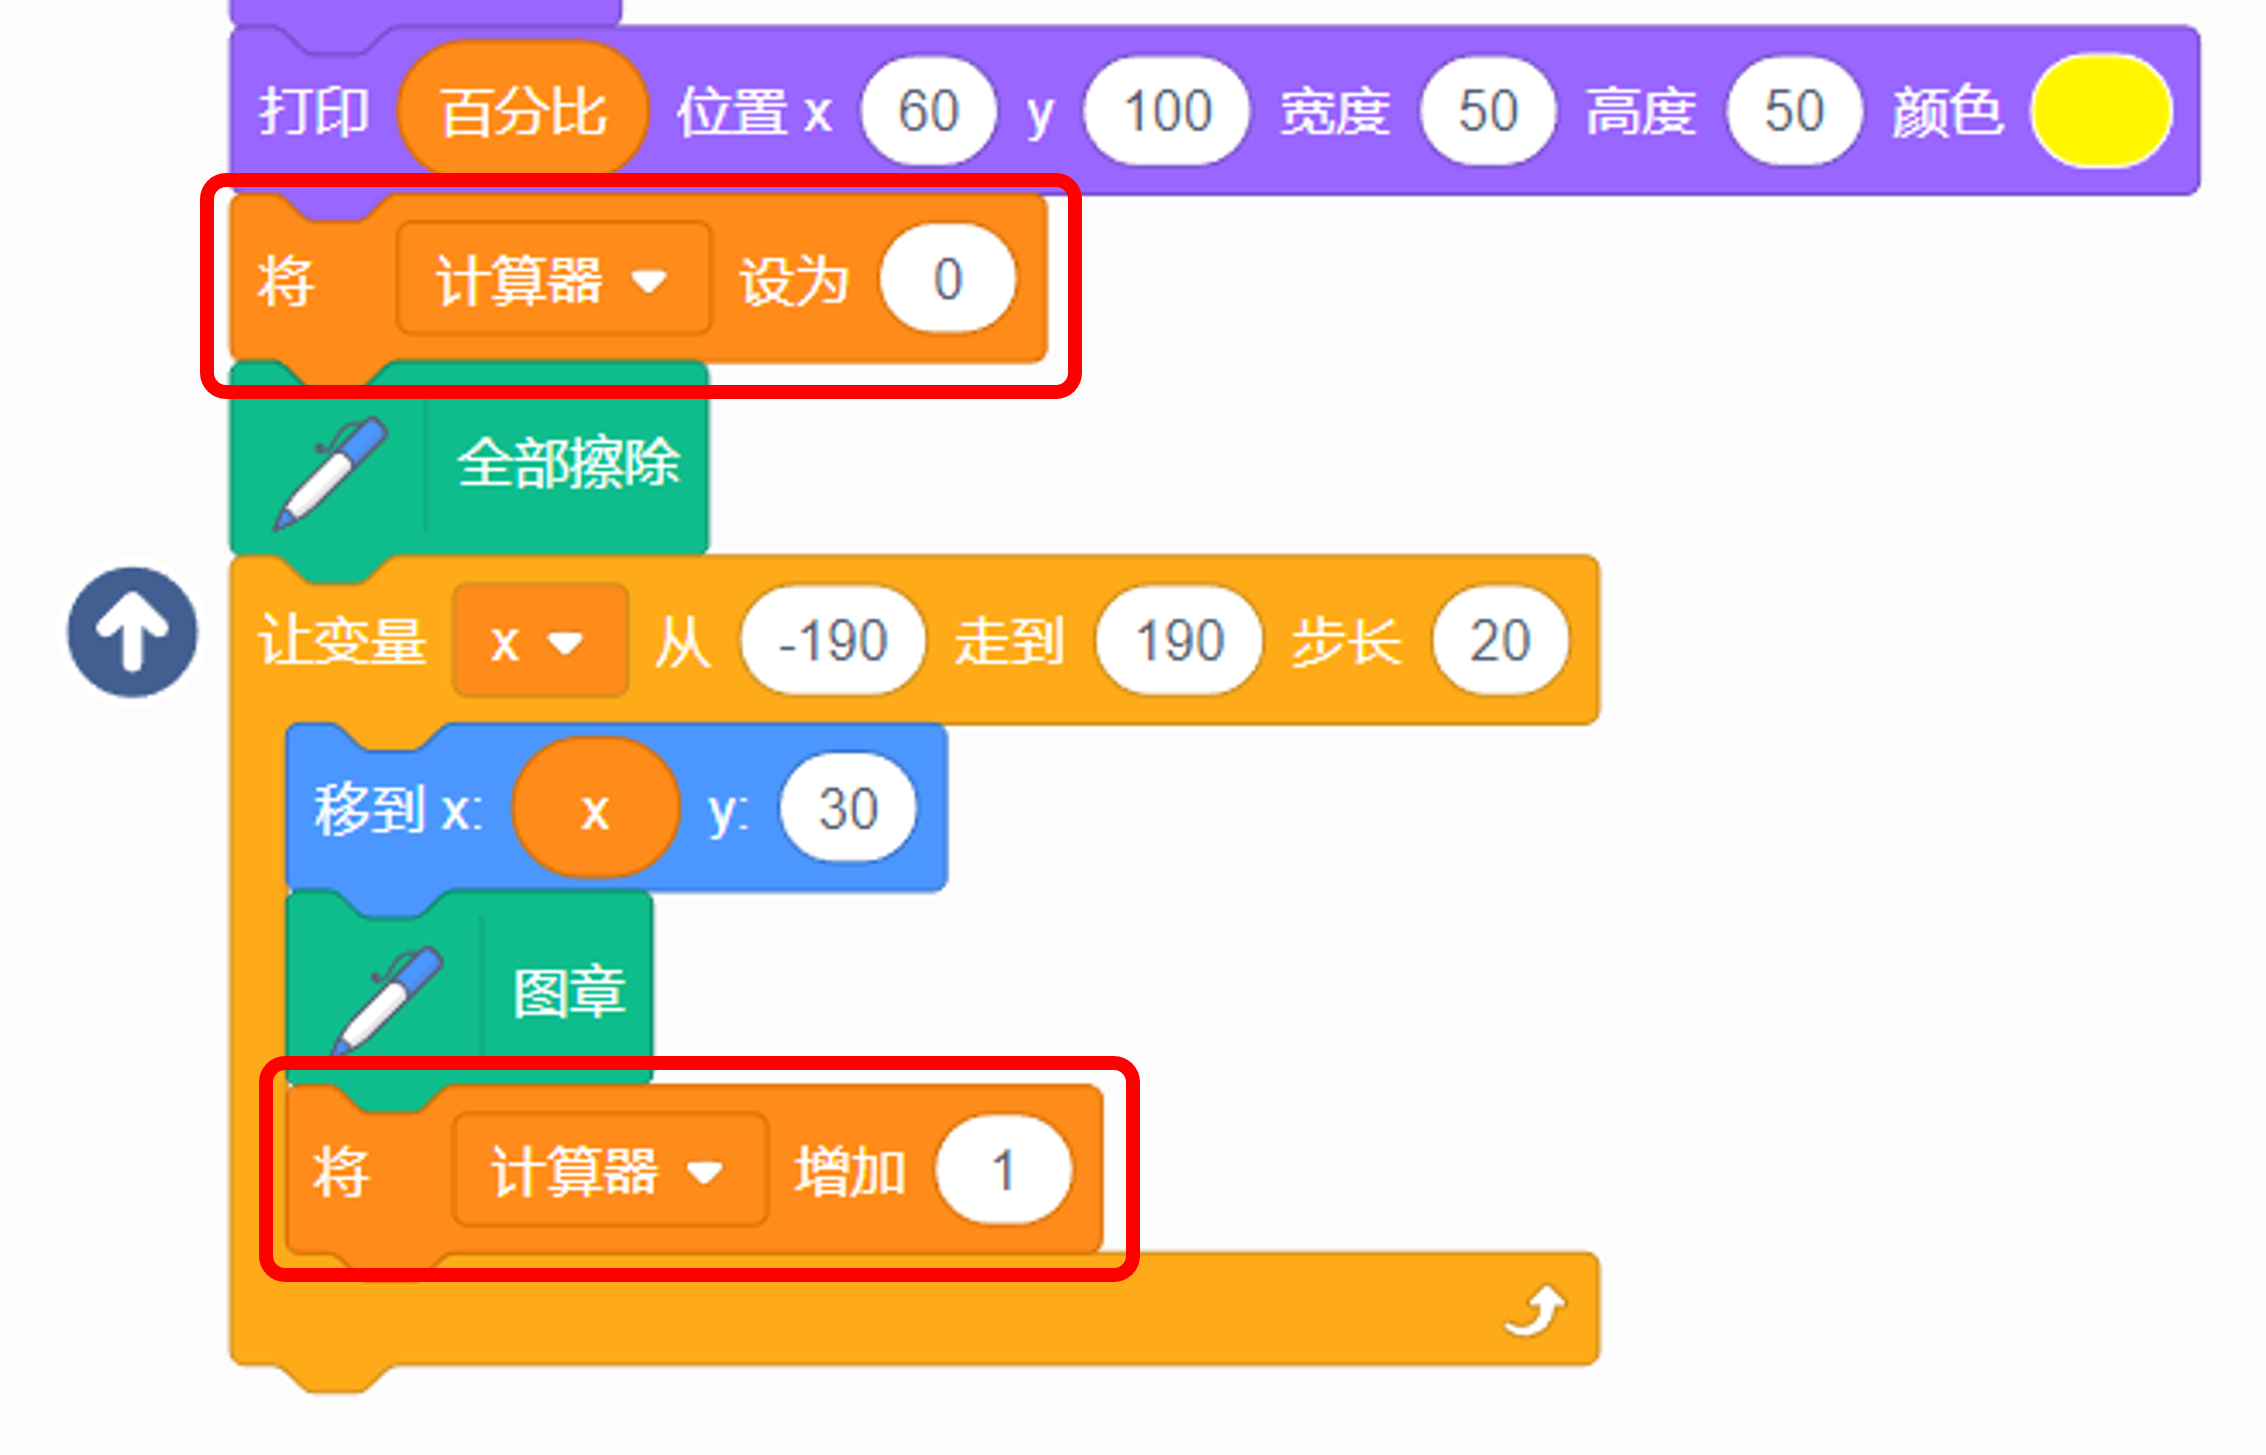 打印 百分比 位置 x 60 y 100 宽度 50 高度 50 颜色
将 计算器 设为 0
全部擦除
让变量 x 从 -190 走到 190 步长 20
移到 x: x y: 30
图章
将 计算器 增加 1